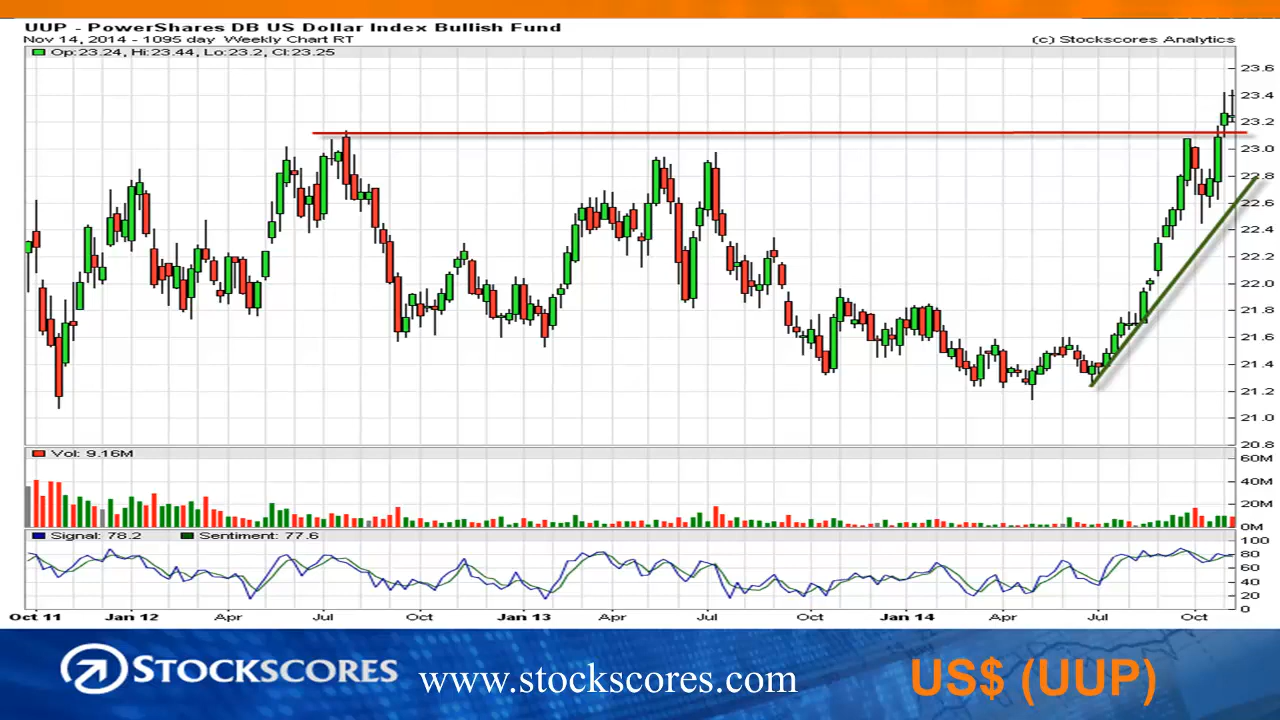 UUP - PowerShares DB US Dollar Index Bullish Fund
Nov 14, 2014 - 1095 day Weekly Chart RT
(c) Stockscores Analytics
Op:23.24, Hi:23.44, Lo:23.2, Cl:23.25
23.6
23.4
23.2
23.0
22.8
22.6
22.4
22.2
22.0
21.8
21.6
21.4
21.2
21.0
20.8
Vol: 9.16M
60M
40M
20M
0M
Signal: 78.2 Sentiment: 77.6
100
80
60
40
20
0
Oct 11 Jan 12 Apr Jul Oct Jan 13 Apr Jul Oct Jan 14 Apr Jul Oct
STOCKSCORES
www.stockscores.com
US$ (UUP)